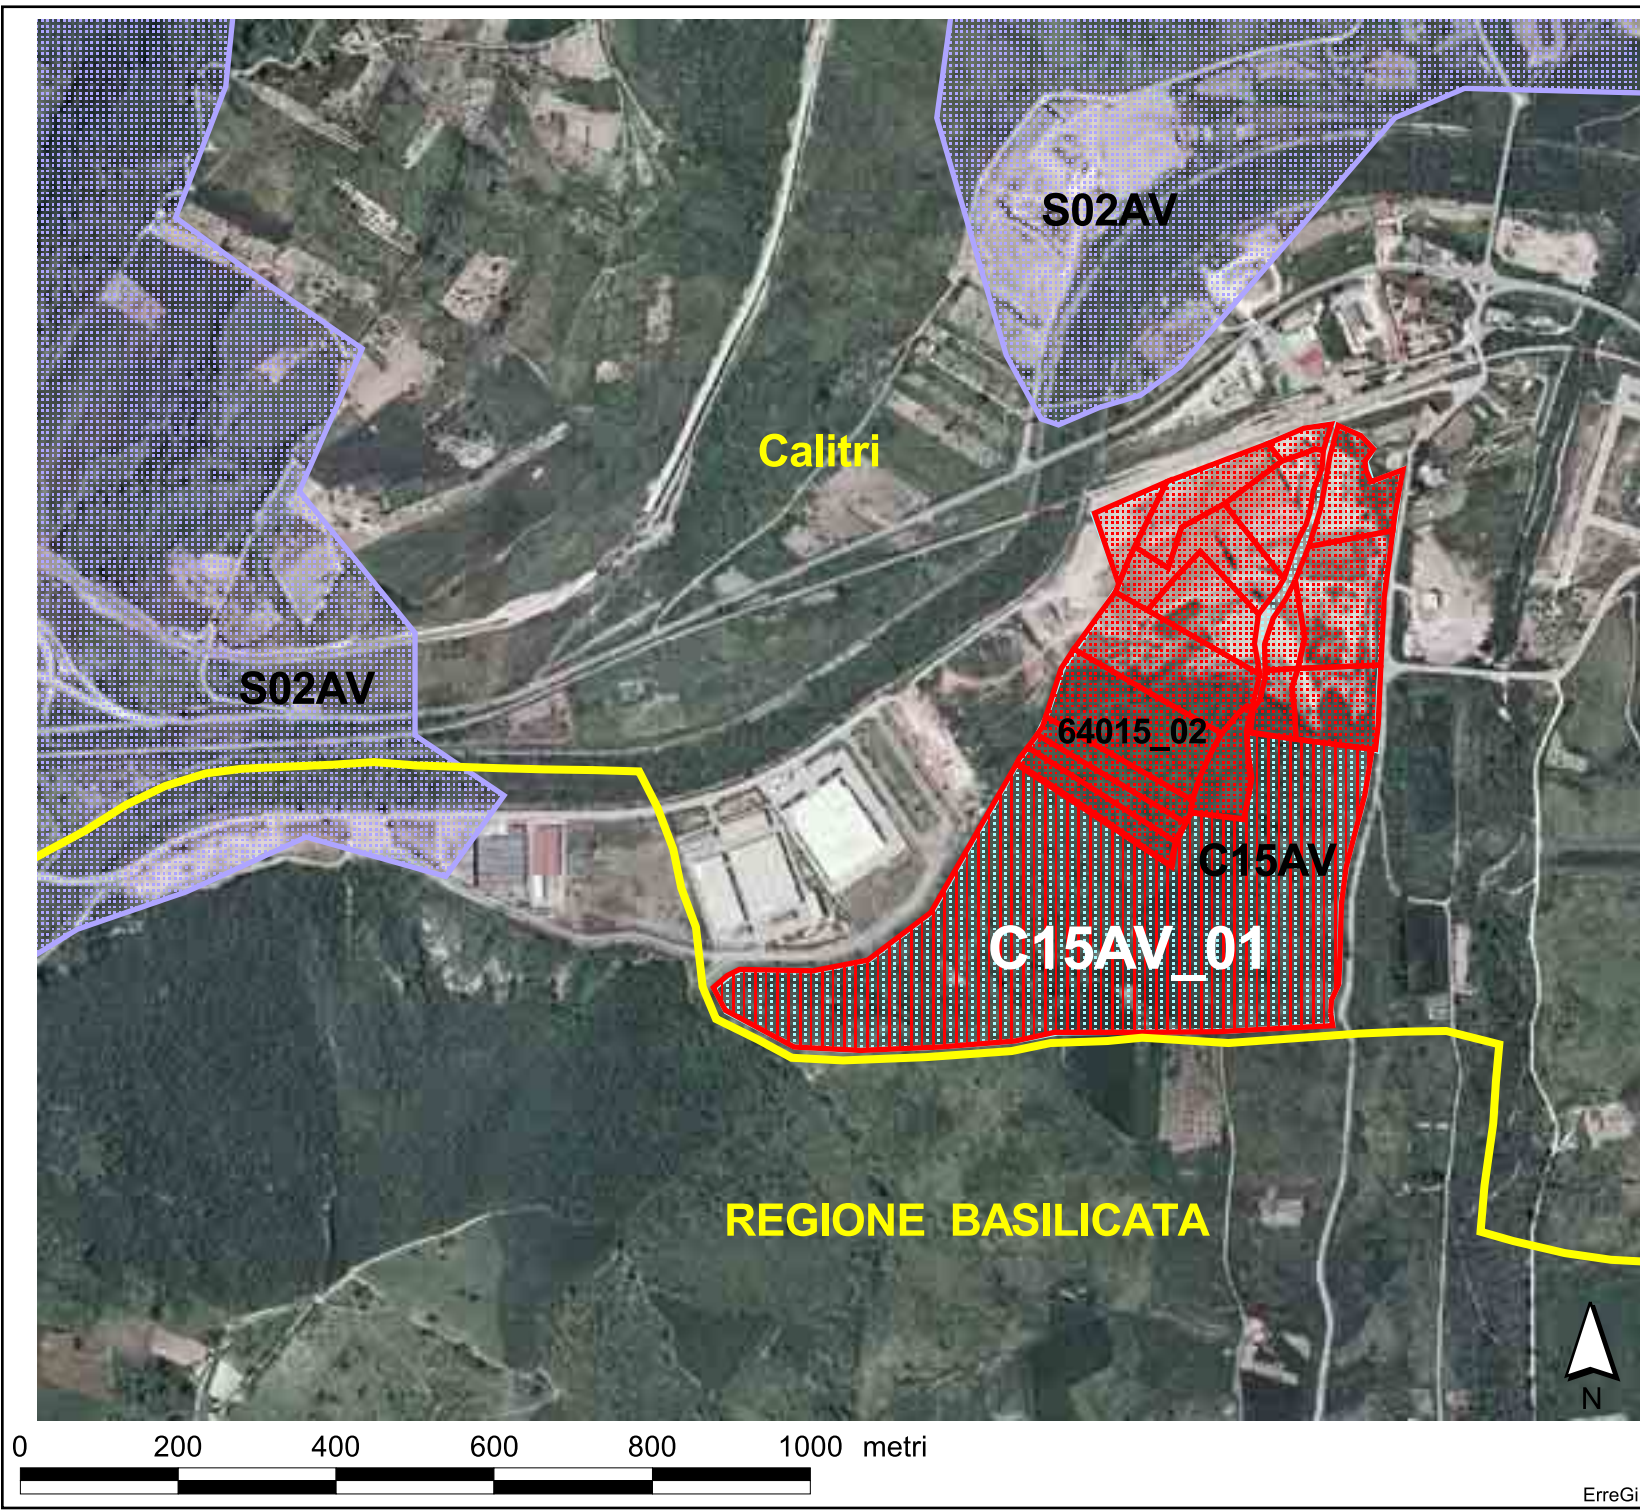 S02AV
Calitri
S02AV
64015_02
C15AV
C15AV_01
REGIONE BASILICATA
N
0 200 400 600 800 1000 metri
ErreGi